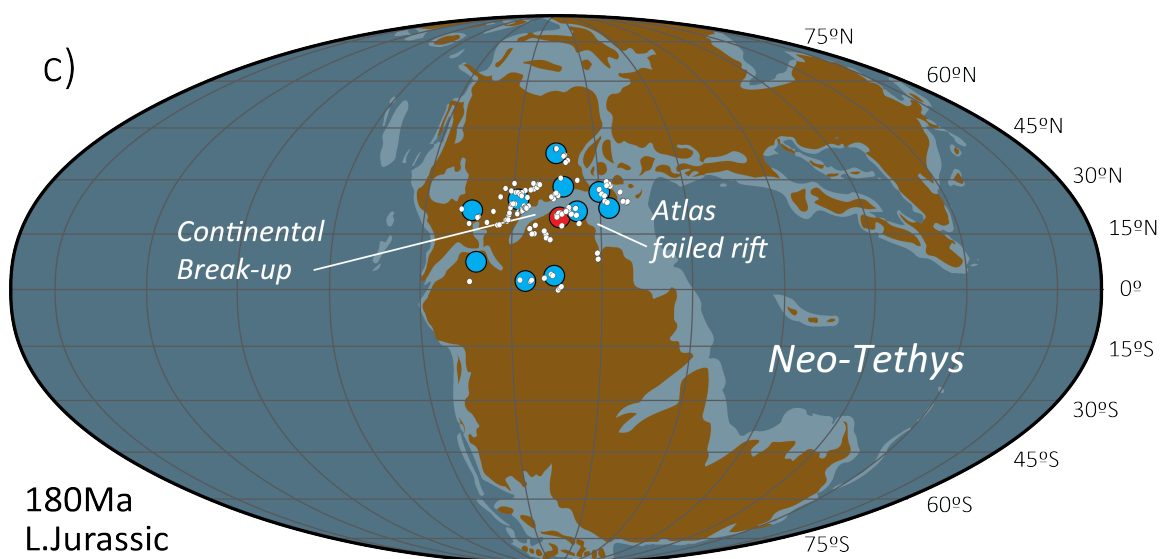 c)
75ºN
60ºN
45ºN
30ºN
15ºN
0º
15ºS
30ºS
45ºS
60ºS
75ºS
Continental
Break-up
Atlas
failed rift
Neo-Tethys
180Ma
L.Jurassic